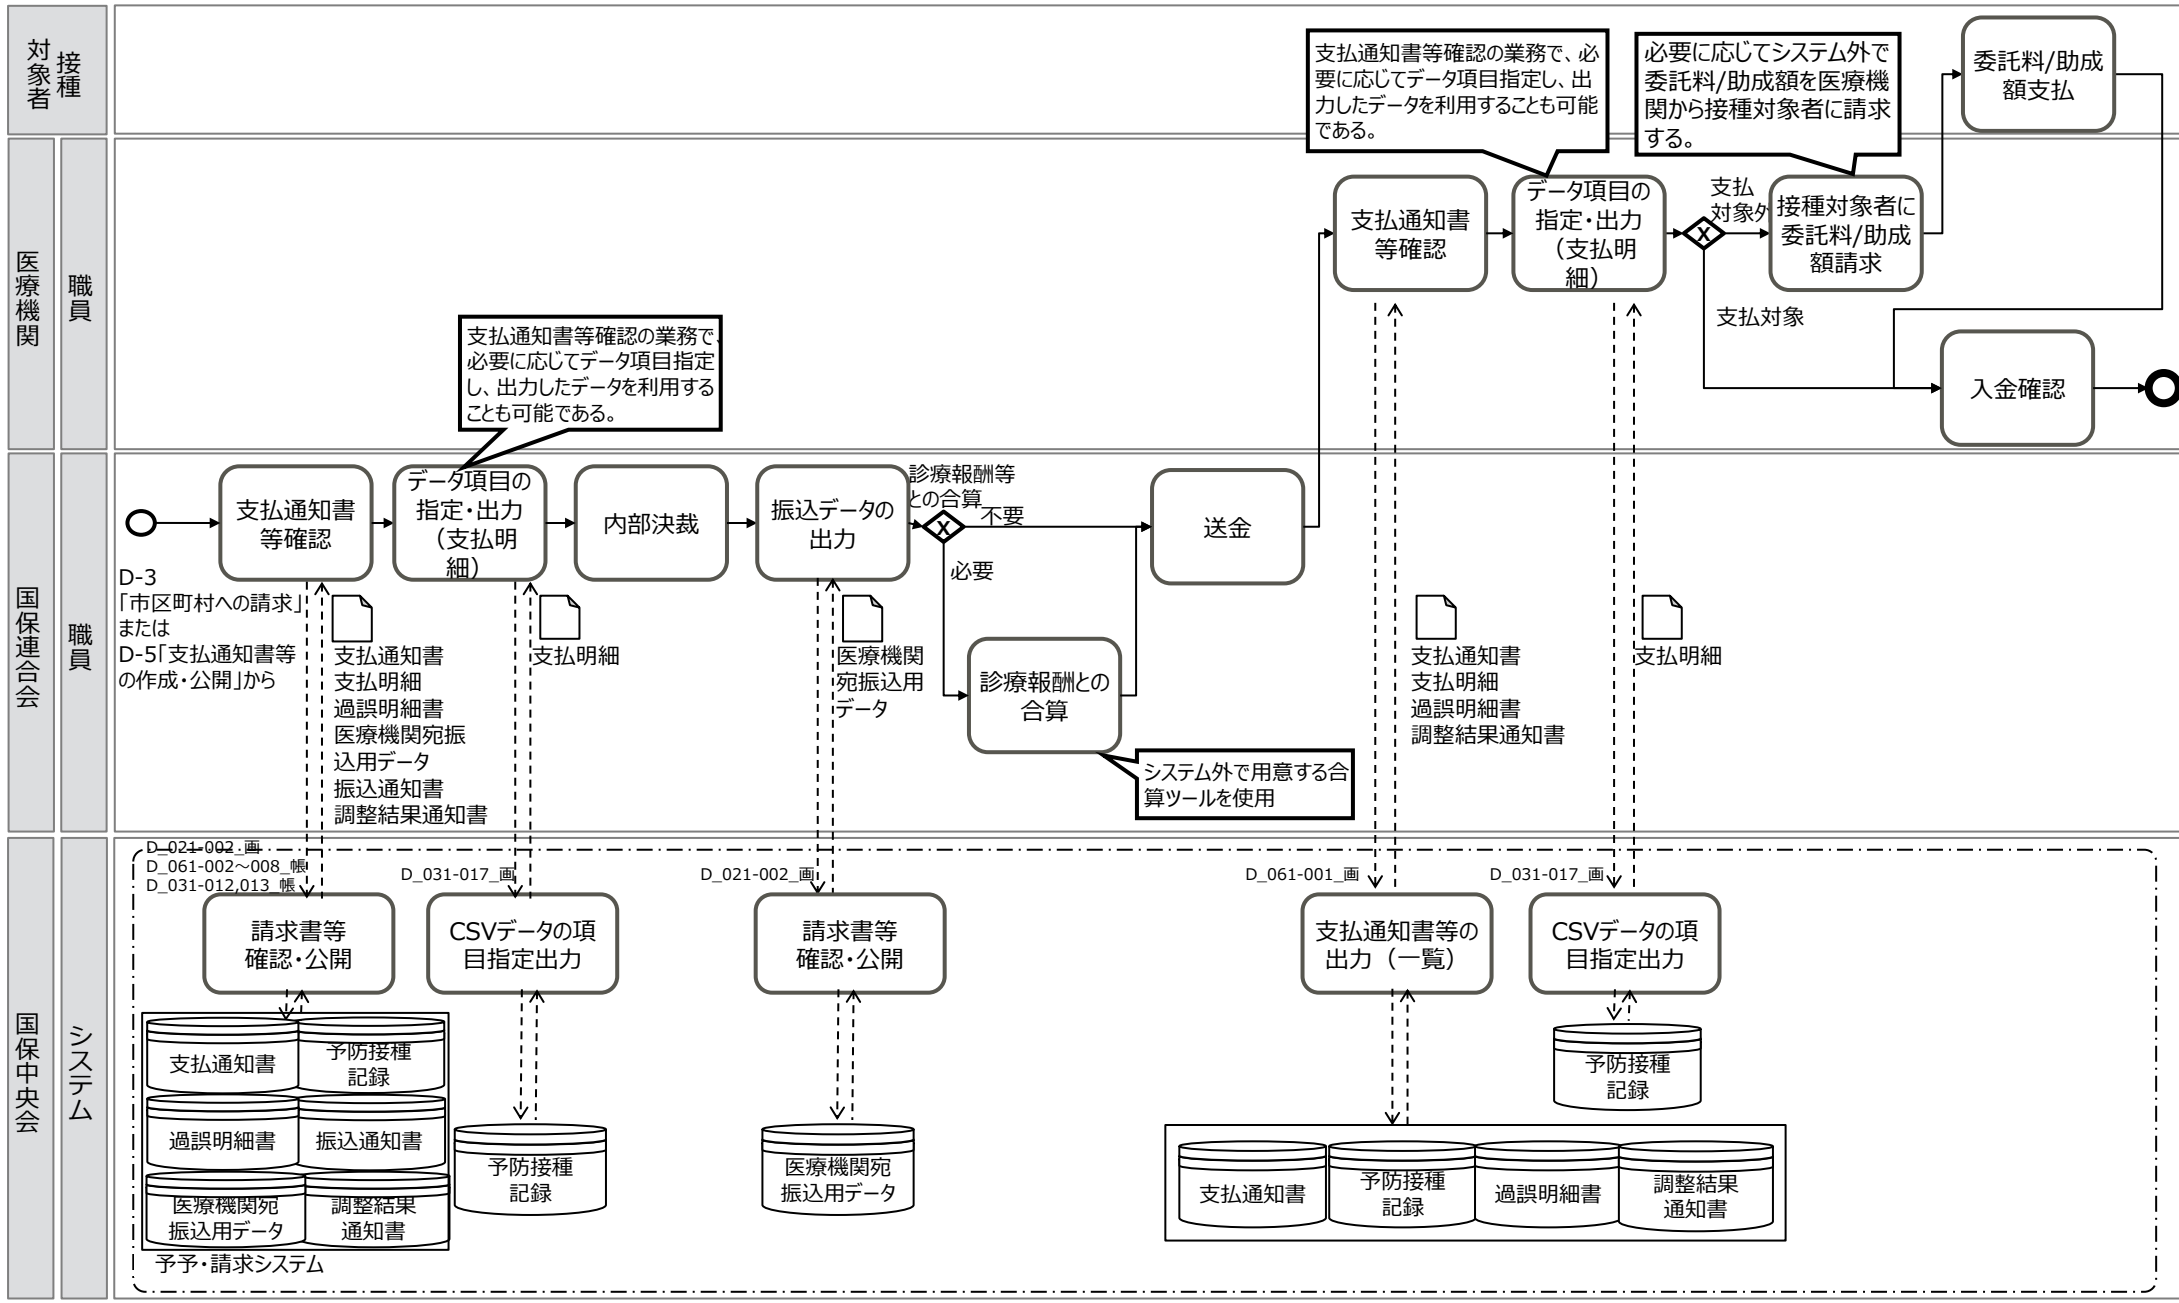 接種
対象者
支払通知書等確認の業務で、必
要に応じてデータ項目指定し、出
力したデータを利用することも可能
である。
必要に応じてシステム外で
委託料/助成額を医療機
関から接種対象者に請求
する。
委託料/助成
額支払
医療機関
職員
支払通知書
等確認
データ項目の
指定・出力
（支払明
細）
支払
対象外
接種対象者に
委託料/助成
額請求
支払対象
入金確認
支払通知書等確認の業務で、
必要に応じてデータ項目指定
し、出力したデータを利用する
ことも可能である。
国保連合会
職員
支払通知書
等確認
データ項目の
指定・出力
（支払明
細）
内部決裁
振込データの
出力
診療報酬等
との合算
不要
必要
送金
診療報酬との
合算
システム外で用意する合
算ツールを使用
D-3
「市区町村への請求」
または
D-5「支払通知書等
の作成・公開」から
支払通知書
支払明細
過誤明細書
医療機関宛振
込用データ
振込通知書
調整結果通知書
支払明細
医療機関
宛振込用
データ
支払通知書
支払明細
過誤明細書
調整結果通知書
支払明細
国保中央会
システム
D_021-002_画
D_061-002～008_帳
D_031-012,013_帳
D_031-017_画
D_021-002_画
D_061-001_画
D_031-017_画
請求書等
確認・公開
CSVデータの項
目指定出力
請求書等
確認・公開
支払通知書等の
出力（一覧）
CSVデータの項
目指定出力
支払通知書
予防接種
記録
過誤明細書
振込通知書
医療機関宛
振込用データ
調整結果
通知書
予防接種
記録
医療機関宛
振込用データ
予防接種
記録
支払通知書
予防接種
記録
過誤明細書
調整結果
通知書
予予・請求システム
X
X